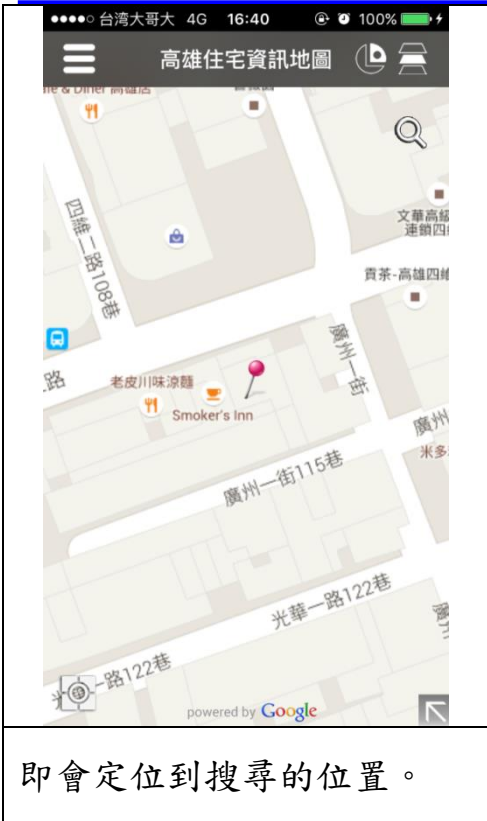 台湾大哥大 4G 16:40 100%
高雄住宅資訊地圖
文華高級
連鎖四
四維二路108巷
貢茶-高雄四維
廣州一街
路
老皮川味涼麵
Smoker's Inn
廣州
米多
廣州一街115巷
光華一路122巷
廣州
一路122巷
powered by Google
即會定位到搜尋的位置。